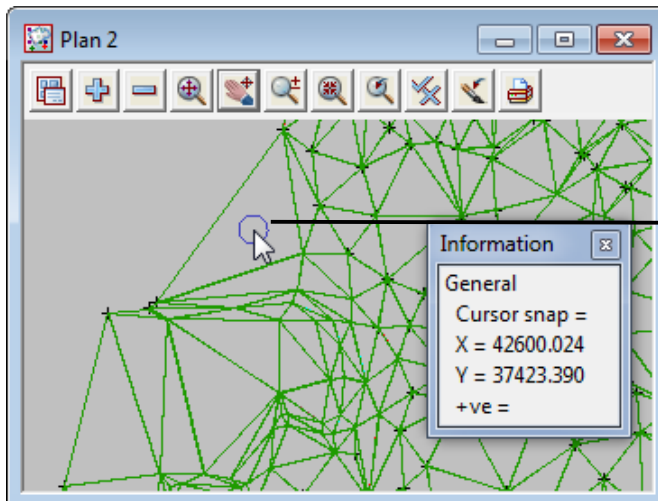 Plan 2
Information
General
Cursor snap =
X = 42600.024
Y = 37423.390
+ve =